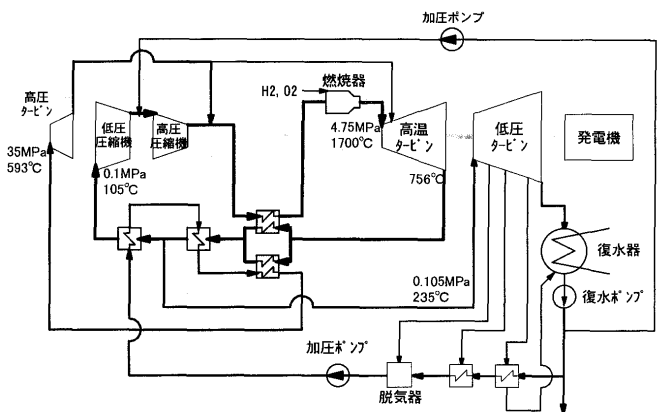 加圧ポンプ
高圧
タービン
35MPa
593℃
低圧
圧縮機
高圧
圧縮機
0.1MPa
105℃
H2, O2
燃焼器
4.75MPa
1700℃
高温
タービン
756℃
低圧
タービン
発電機
復水器
復水ポンプ
0.105MPa
235℃
加圧ポンプ
脱気器